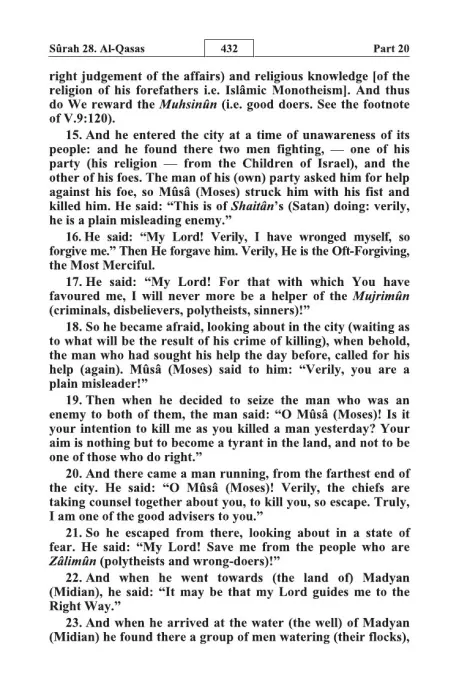 Sûrah 28. Al-Qasas 432 Part 20
right judgement of the affairs) and religious knowledge [of the
religion of his forefathers i.e. Islâmic Monotheism]. And thus
do We reward the Muhsinûn (i.e. good doers. See the footnote
of V.9:120).
15. And he entered the city at a time of unawareness of its
people: and he found there two men fighting, — one of his
party (his religion — from the Children of Israel), and the
other of his foes. The man of his (own) party asked him for help
against his foe, so Mûsâ (Moses) struck him with his fist and
killed him. He said: “This is of Shaitân’s (Satan) doing: verily,
he is a plain misleading enemy.”
16. He said: “My Lord! Verily, I have wronged myself, so
forgive me.” Then He forgave him. Verily, He is the Oft-Forgiving,
the Most Merciful.
17. He said: “My Lord! For that with which You have
favoured me, I will never more be a helper of the Mujrimûn
(criminals, disbelievers, polytheists, sinners)!”
18. So he became afraid, looking about in the city (waiting as
to what will be the result of his crime of killing), when behold,
the man who had sought his help the day before, called for his
help (again). Mûsâ (Moses) said to him: “Verily, you are a
plain misleader!”
19. Then when he decided to seize the man who was an
enemy to both of them, the man said: “O Mûsâ (Moses)! Is it
your intention to kill me as you killed a man yesterday? Your
aim is nothing but to become a tyrant in the land, and not to be
one of those who do right.”
20. And there came a man running, from the farthest end of
the city. He said: “O Mûsâ (Moses)! Verily, the chiefs are
taking counsel together about you, to kill you, so escape. Truly,
I am one of the good advisers to you.”
21. So he escaped from there, looking about in a state of
fear. He said: “My Lord! Save me from the people who are
Zâlimûn (polytheists and wrong-doers)!”
22. And when he went towards (the land of) Madyan
(Midian), he said: “It may be that my Lord guides me to the
Right Way.”
23. And when he arrived at the water (the well) of Madyan
(Midian) he found there a group of men watering (their flocks),